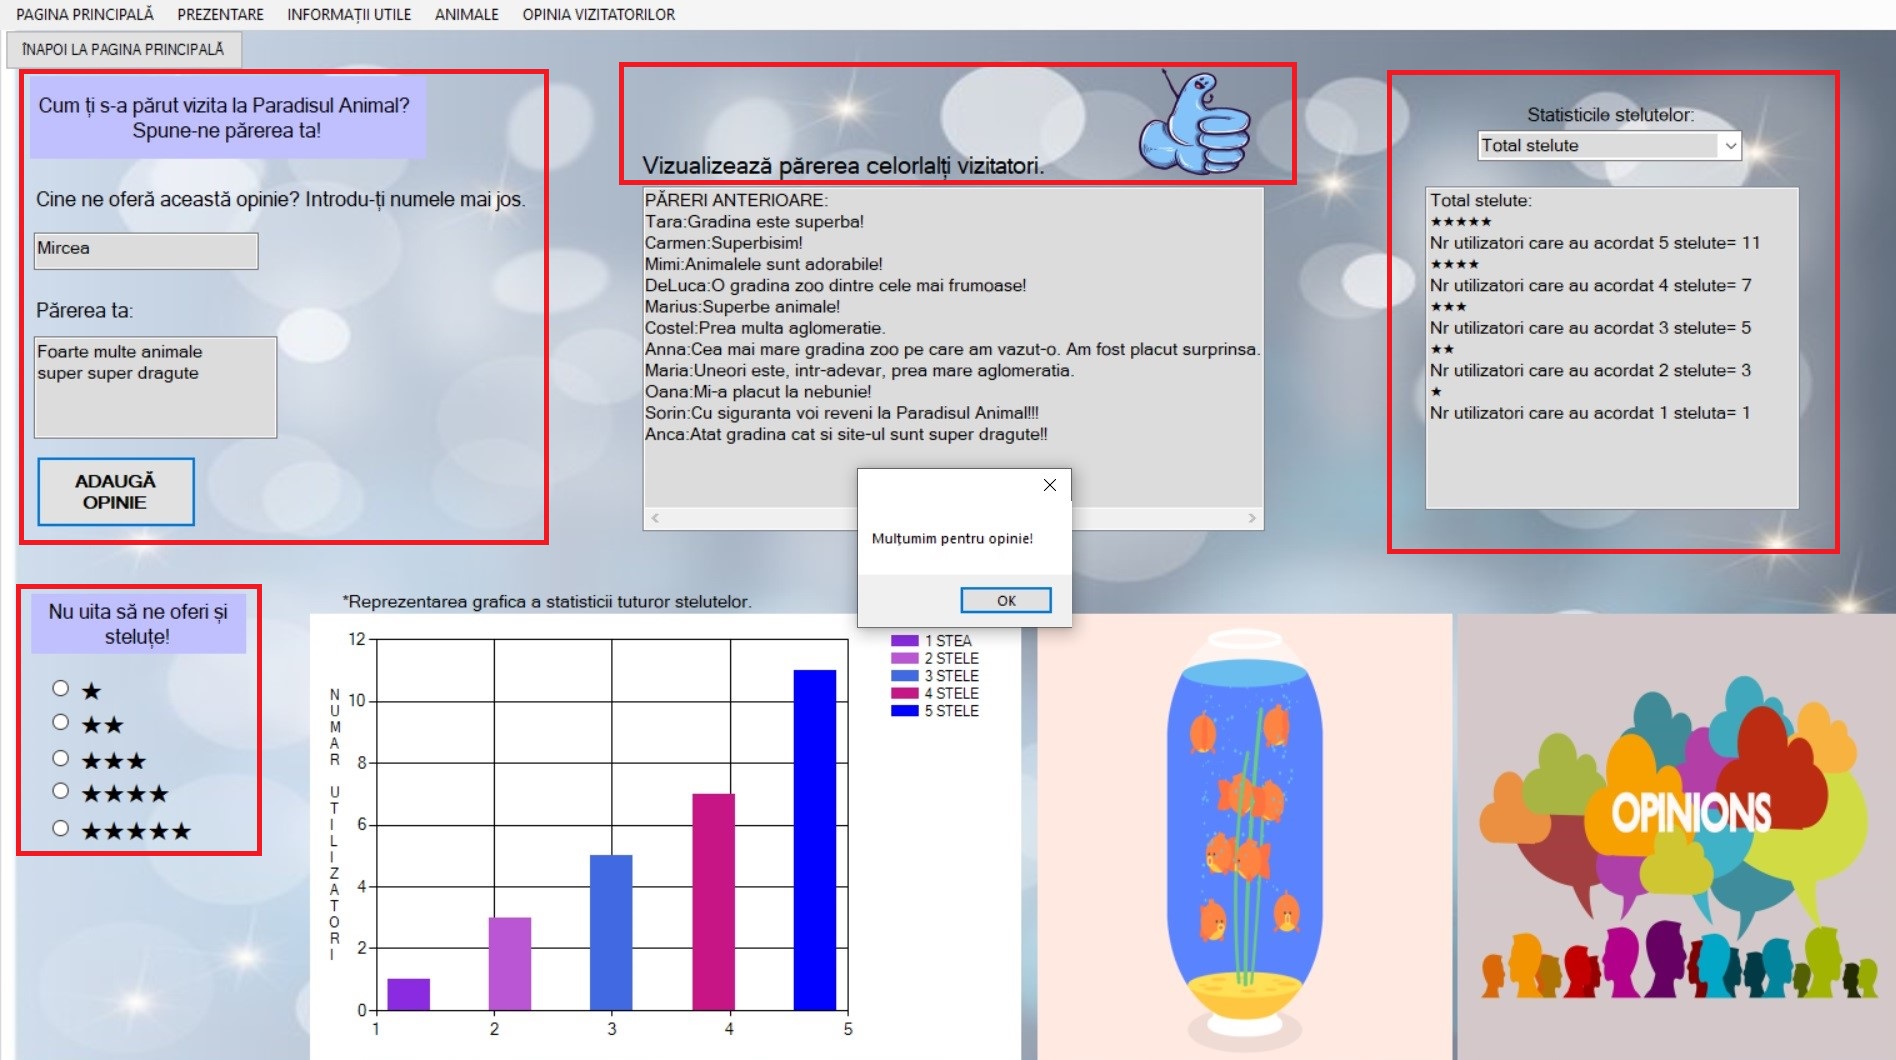 PAGINA PRINCIPALĂ PREZENTARE INFORMAȚII UTILE ANIMALE OPINIA VIZITATORILOR
ÎNAPOI LA PAGINA PRINCIPALĂ
Cum ți s-a părut vizita la Paradisul Animal?
Spune-ne părerea ta!
Cine ne oferă această opinie? Introdu-ți numele mai jos.
Mircea
Părerea ta:
Foarte multe animale
super super dragute
ADAUGĂ
OPINIE
Vizualizează părerea celorlalți vizitatori.
PĂRERI ANTERIOARE:
Tara:Gradina este superba!
Carmen:Superbisim!
Mimi:Animalele sunt adorabile!
DeLuca:O gradina zoo dintre cele mai frumoase!
Marius:Superbe animale!
Costel:Prea multa aglomeratie.
Anna:Cea mai mare gradina zoo pe care am vazut-o. Am fost placut surprinsa.
Maria:Uneori este, intr-adevar, prea mare aglomeratia.
Oana:Mi-a placut la nebunie!
Sorin:Cu siguranta voi reveni la Paradisul Animal!!!
Anca:Atat gradina cat si site-ul sunt super dragute!!
Mulțumim pentru opinie!
OK
Statisticile stelutelor:
Total stelute
Total stelute:
★★★★★
Nr utilizatori care au acordat 5 stelute= 11
★★★★
Nr utilizatori care au acordat 4 stelute= 7
★★★
Nr utilizatori care au acordat 3 stelute= 5
★★
Nr utilizatori care au acordat 2 stelute= 3
★
Nr utilizatori care au acordat 1 steluta= 1
Nu uita să ne oferi și
steluțe!
★
★★
★★★
★★★★
★★★★★
*Reprezentarea grafica a statisticii tuturor stelutelor.
NUMAR UTILIZATORI
12
10
8
6
4
2
0
1 2 3 4 5
1 STEA
2 STELE
3 STELE
4 STELE
5 STELE
OPINIONS